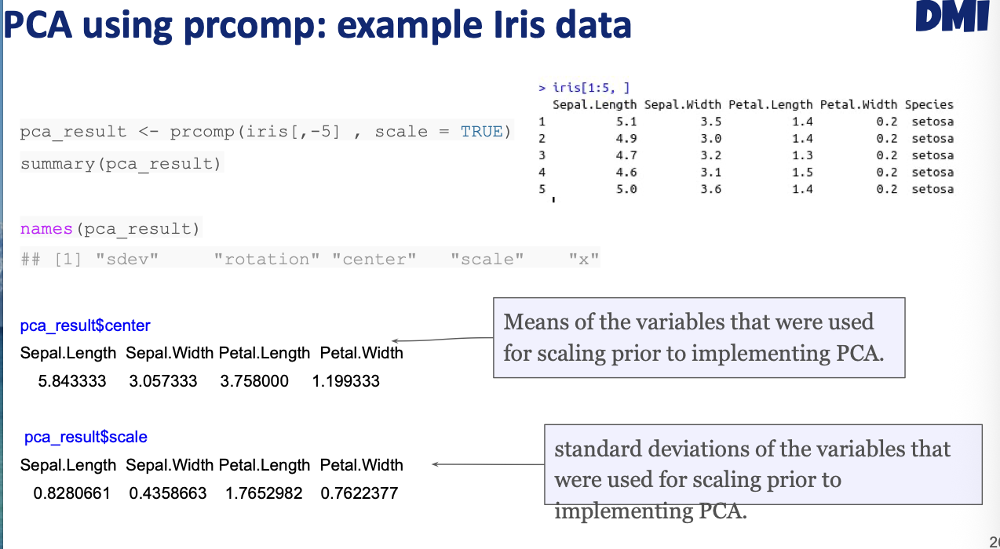 PCA using prcomp: example Iris data
DMI
> iris[1:5, ]
Sepal.Length Sepal.Width Petal.Length Petal.Width Species
1 5.1 3.5 1.4 0.2 setosa
2 4.9 3.0 1.4 0.2 setosa
3 4.7 3.2 1.3 0.2 setosa
4 4.6 3.1 1.5 0.2 setosa
5 5.0 3.6 1.4 0.2 setosa
pca_result <- prcomp(iris[,-5] , scale = TRUE)
summary(pca_result)
names(pca_result)
## [1] "sdev" "rotation" "center" "scale" "x"
pca_result$center
Sepal.Length Sepal.Width Petal.Length Petal.Width
5.843333 3.057333 3.758000 1.199333
Means of the variables that were used
for scaling prior to implementing PCA.
pca_result$scale
Sepal.Length Sepal.Width Petal.Length Petal.Width
0.8280661 0.4358663 1.7652982 0.7622377
standard deviations of the variables that
were used for scaling prior to
implementing PCA.